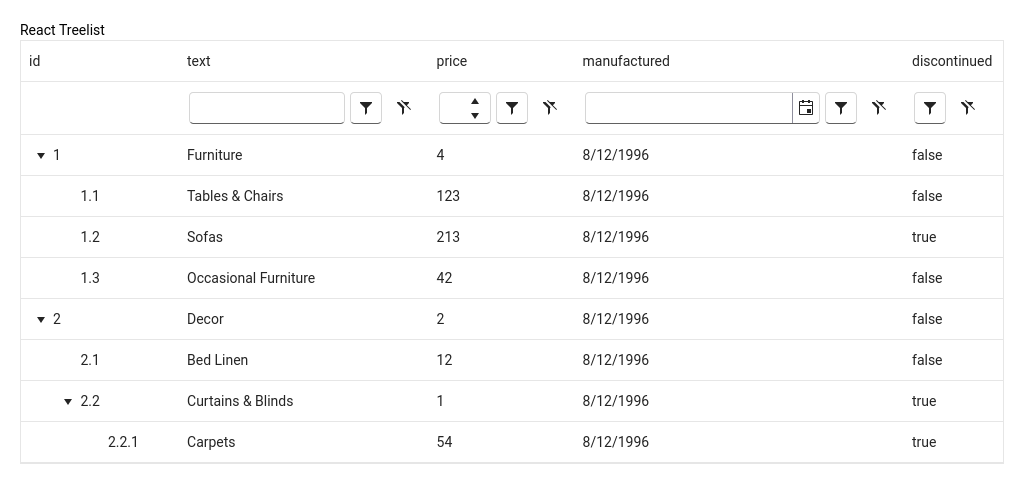 React Treelist
id text price manufactured discontinued
1 Furniture 4 8/12/1996 false
1.1 Tables & Chairs 123 8/12/1996 false
1.2 Sofas 213 8/12/1996 true
1.3 Occasional Furniture 42 8/12/1996 false
2 Decor 2 8/12/1996 false
2.1 Bed Linen 12 8/12/1996 false
2.2 Curtains & Blinds 1 8/12/1996 true
2.2.1 Carpets 54 8/12/1996 true